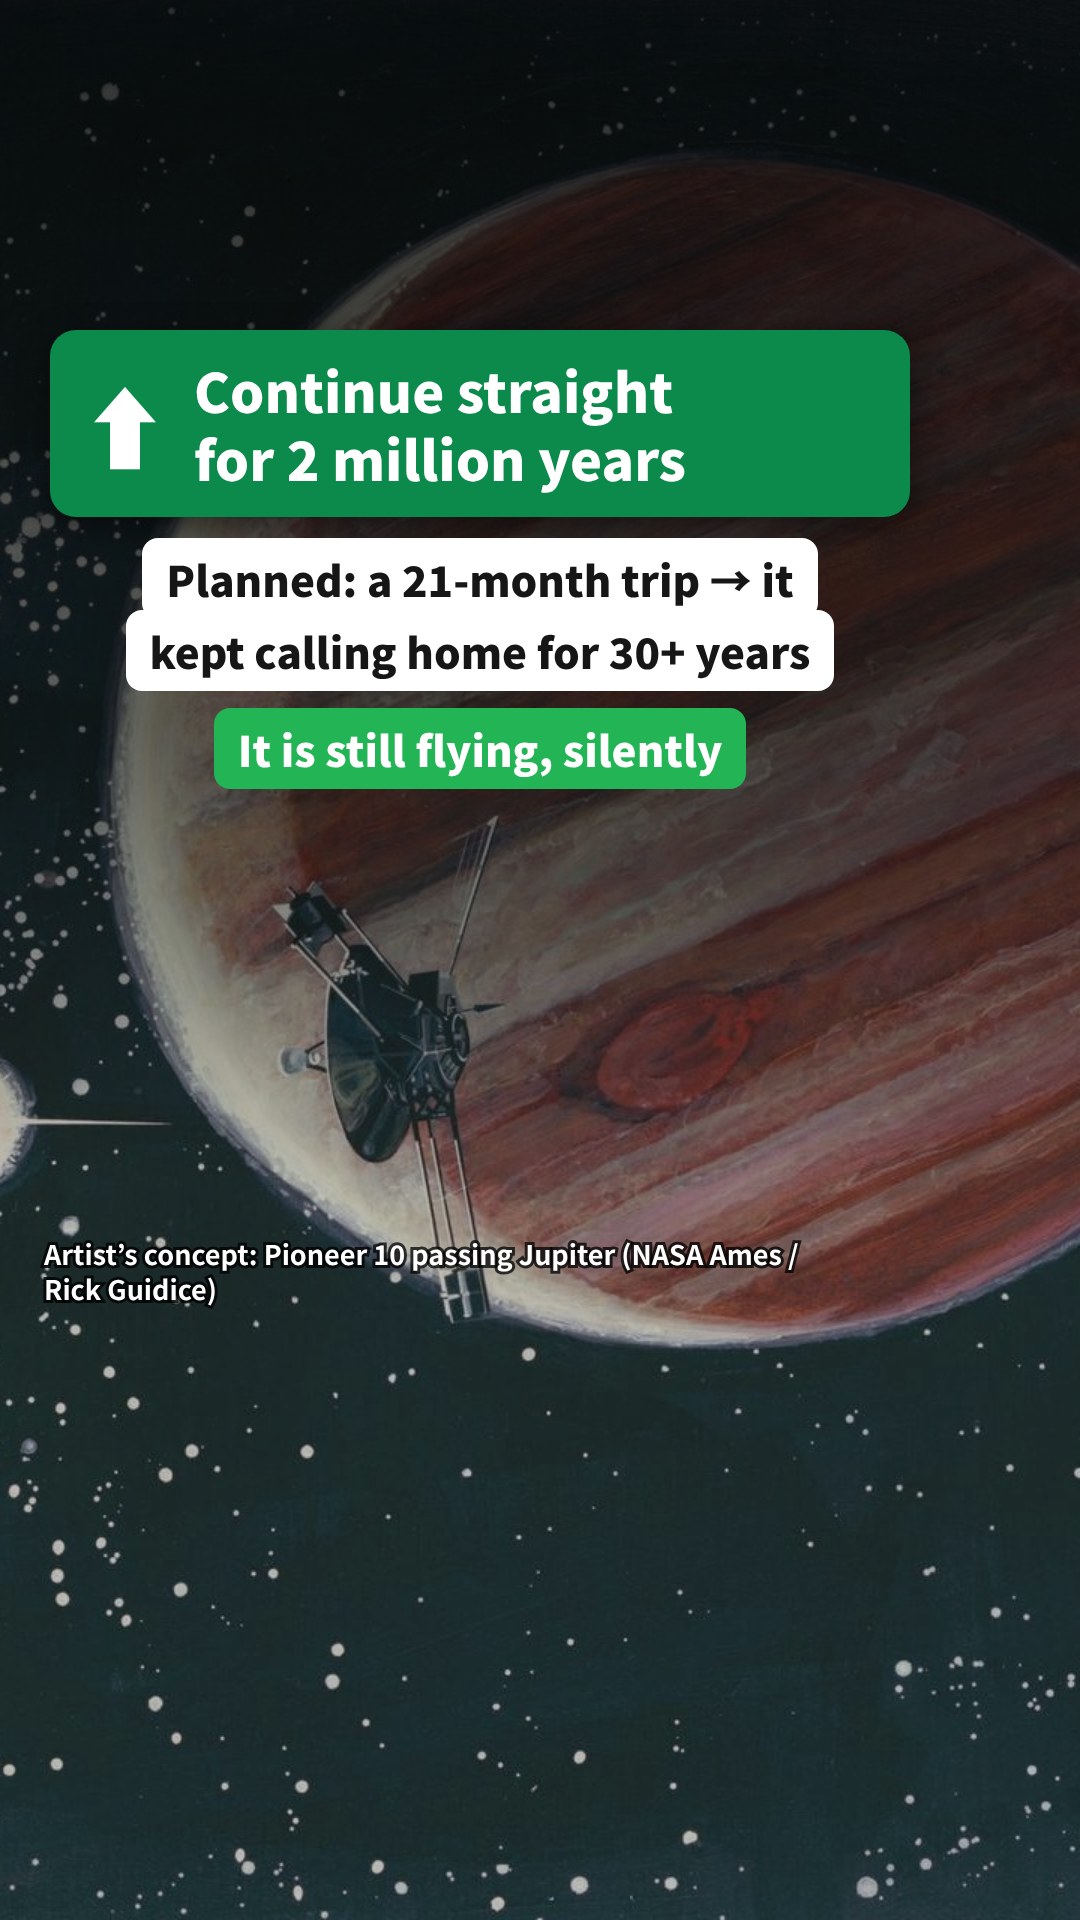 Continue straight
for 2 million years
Planned: a 21-month trip → it
kept calling home for 30+ years
It is still flying, silently
Artist’s concept: Pioneer 10 passing Jupiter (NASA Ames /
Rick Guidice)